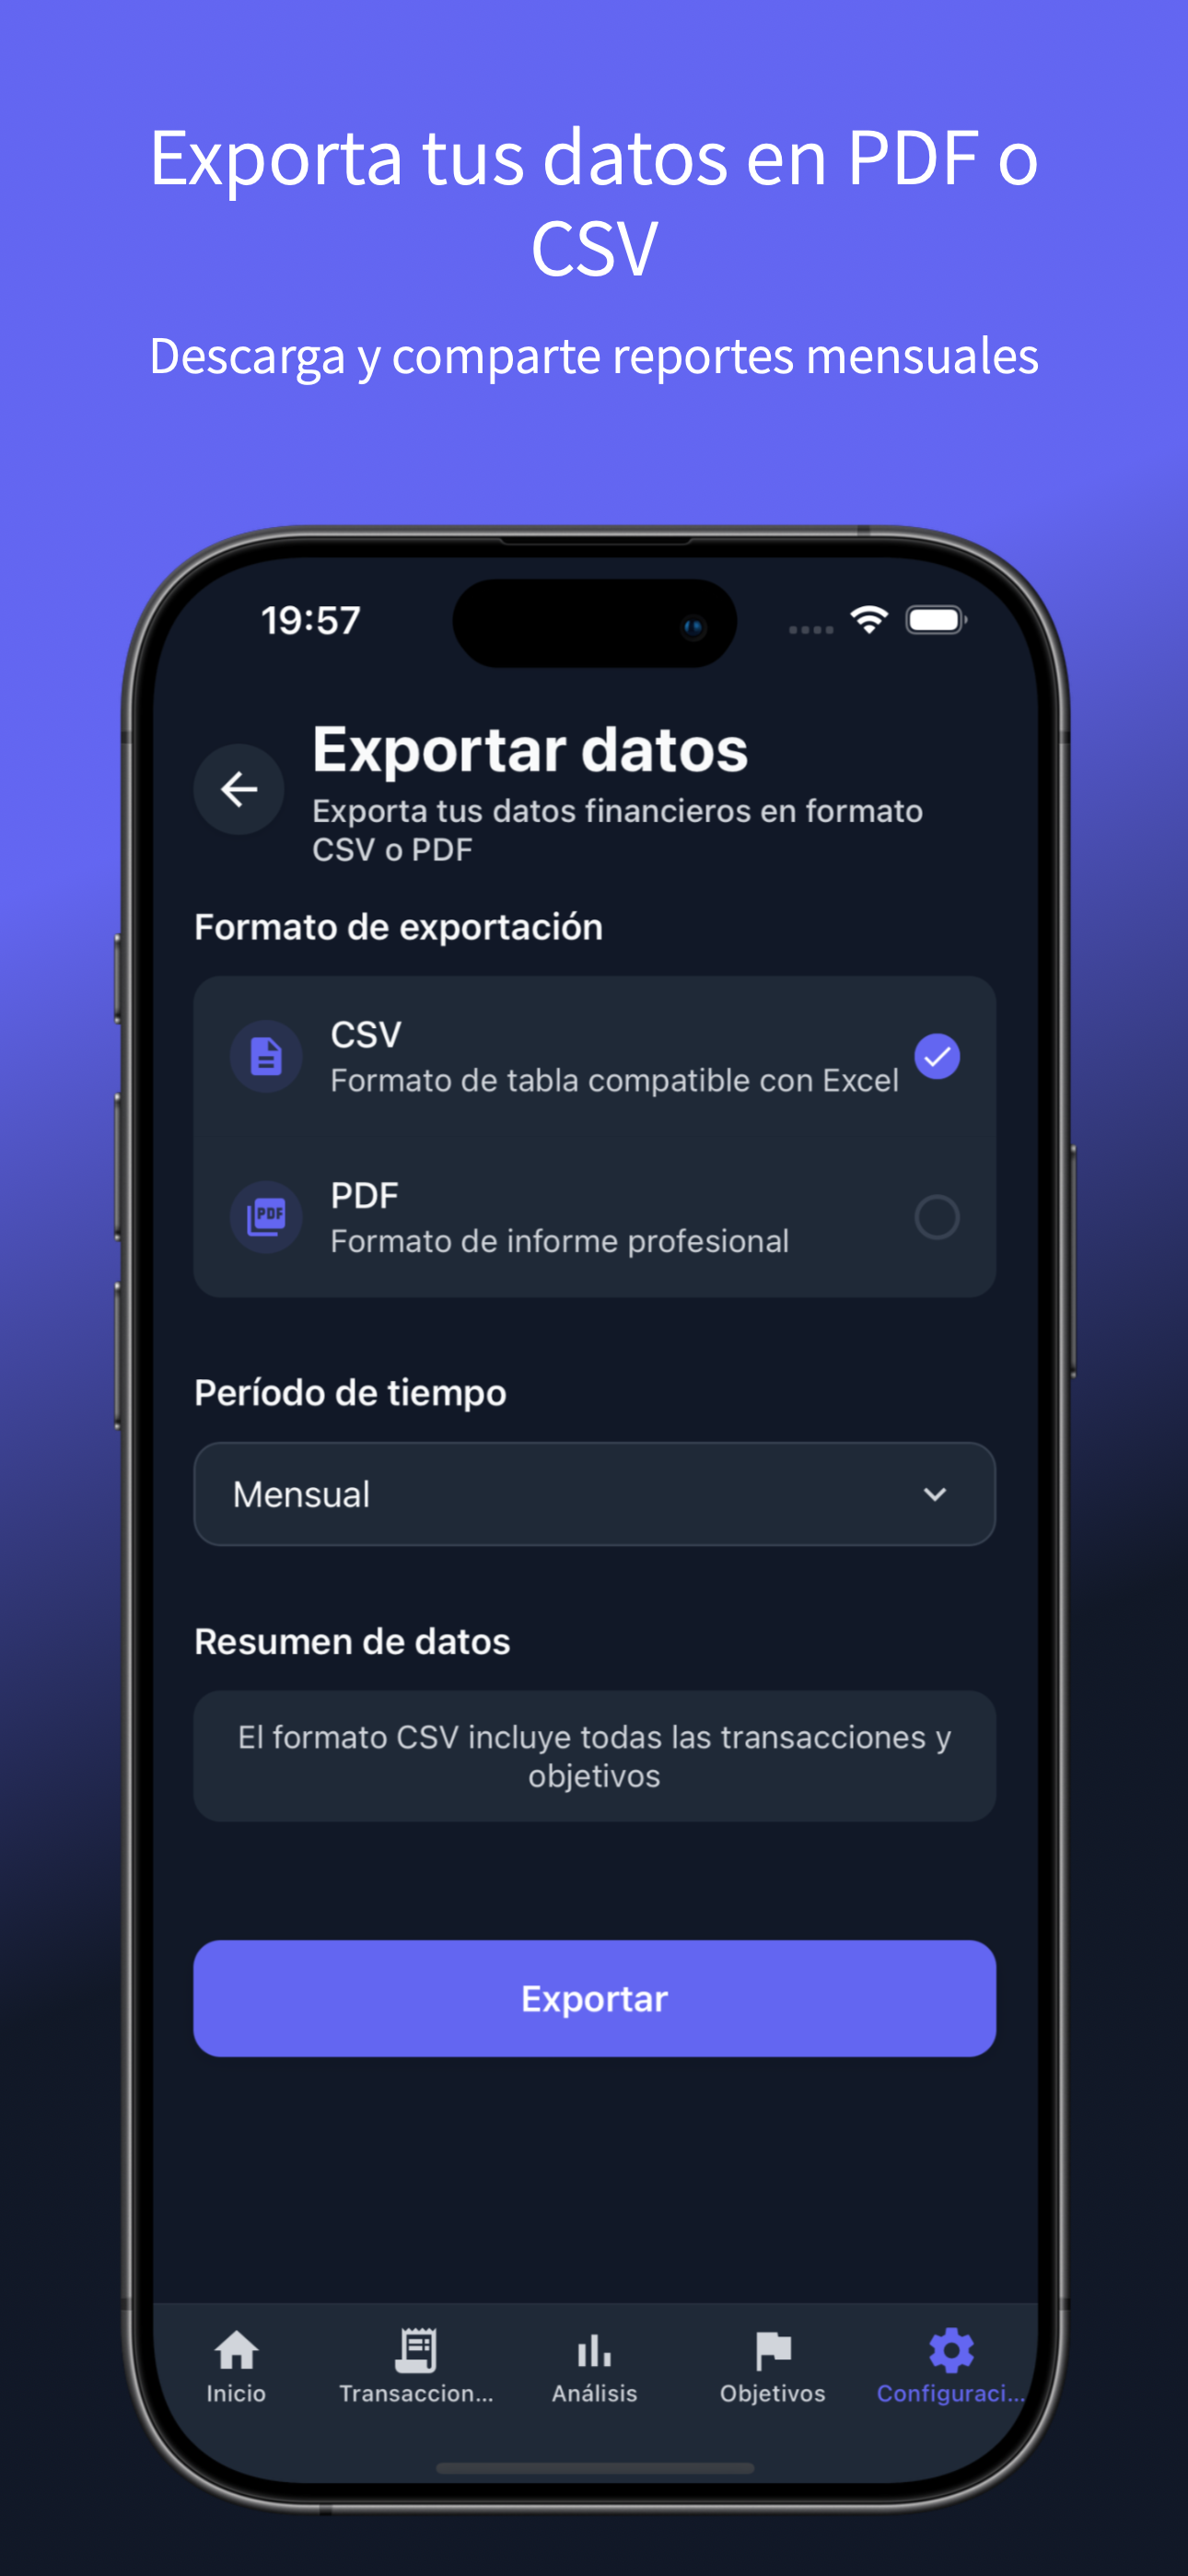 Exporta tus datos en PDF o
CSV
Descarga y comparte reportes mensuales
19:57
Exportar datos
Exporta tus datos financieros en formato
CSV o PDF
Formato de exportación
CSV
Formato de tabla compatible con Excel
PDF
PDF
Formato de informe profesional
Período de tiempo
Mensual
Resumen de datos
El formato CSV incluye todas las transacciones y
objetivos
Exportar
Inicio
Transaccion...
Análisis
Objetivos
Configuraci...